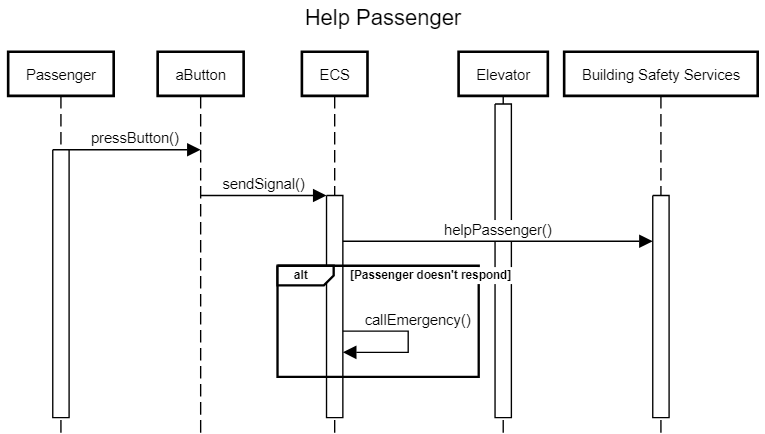 Help Passenger
Passenger
aButton
ECS
Elevator
Building Safety Services
pressButton()
sendSignal()
helpPassenger()
alt
[Passenger doesn't respond]
callEmergency()